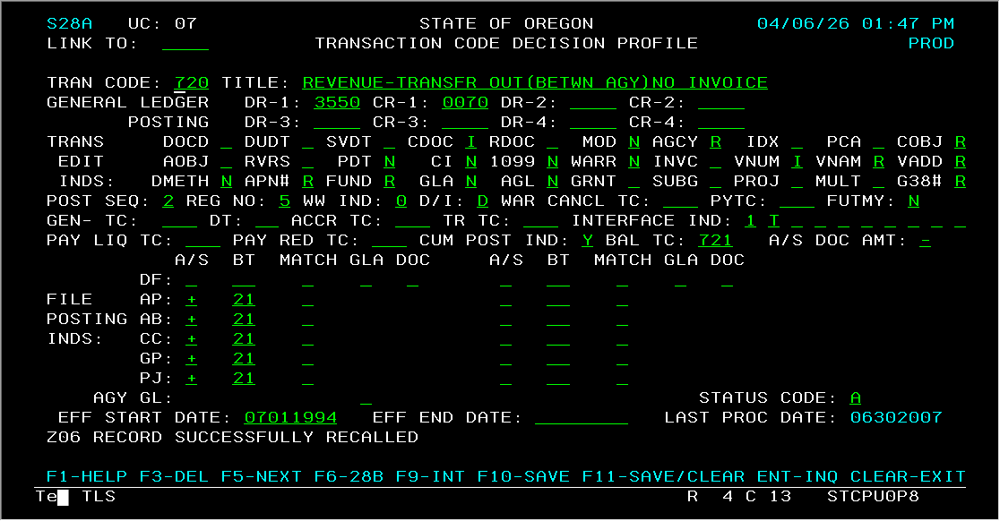 S28A UC: 07 STATE OF OREGON 04/06/26 01:47 PM
LINK TO: ____ TRANSACTION CODE DECISION PROFILE PROD
TRAN CODE: 720 TITLE: REVENUE-TRANSFR OUT(BETWN AGY)NO INVOICE
GENERAL LEDGER DR-1: 3550 CR-1: 0070 DR-2: ____ CR-2: ____
POSTING DR-3: ____ CR-3: ____ DR-4: ____ CR-4: ____
TRANS DOCD _ DUDT _ SVDT _ CDOC I RDOC _ MOD N AGCY R IDX _ PCA _ COBJ R
EDIT AOBJ _ RVRS _ PDT N CI N 1099 N WARR N INVC _ VNUM I VNAM R VADD R
INDS: DMETH N APN# R FUND R GLA N AGL N GRNT _ SUBG _ PROJ _ MULT _ G38# R
POST SEQ: 2 REG NO: 5 WW IND: 0 D/I: D WAR CANCL TC: ___ PYTC: ___ FUTMY: N
GEN- TC: ___ DT: __ ACCR TC: ___ TR TC: ___ INTERFACE IND: 1 T _ _ _ _ _ _ _ _
PAY LIQ TC: ___ PAY RED TC: ___ CUM POST IND: Y BAL TC: 721 A/S DOC AMT: -
A/S BT MATCH GLA DOC A/S BT MATCH GLA DOC
DF: _ __ _ _ _ _ __ _ _ _
FILE AP: + 21 _ _ __ _
POSTING AB: + 21 _ _ __ _
INDS: CC: + 21 _ _ __ _
GP: + 21 _ _ __ _
PJ: + 21 _ _ __ _
AGY GL: _ STATUS CODE: A
EFF START DATE: 07011994 EFF END DATE: ________ LAST PROC DATE: 06302007
Z06 RECORD SUCCESSFULLY RECALLED
F1-HELP F3-DEL F5-NEXT F6-28B F9-INT F10-SAVE F11-SAVE/CLEAR ENT-INQ CLEAR-EXIT
Te TLS R 4 C 13 STCPU0P8